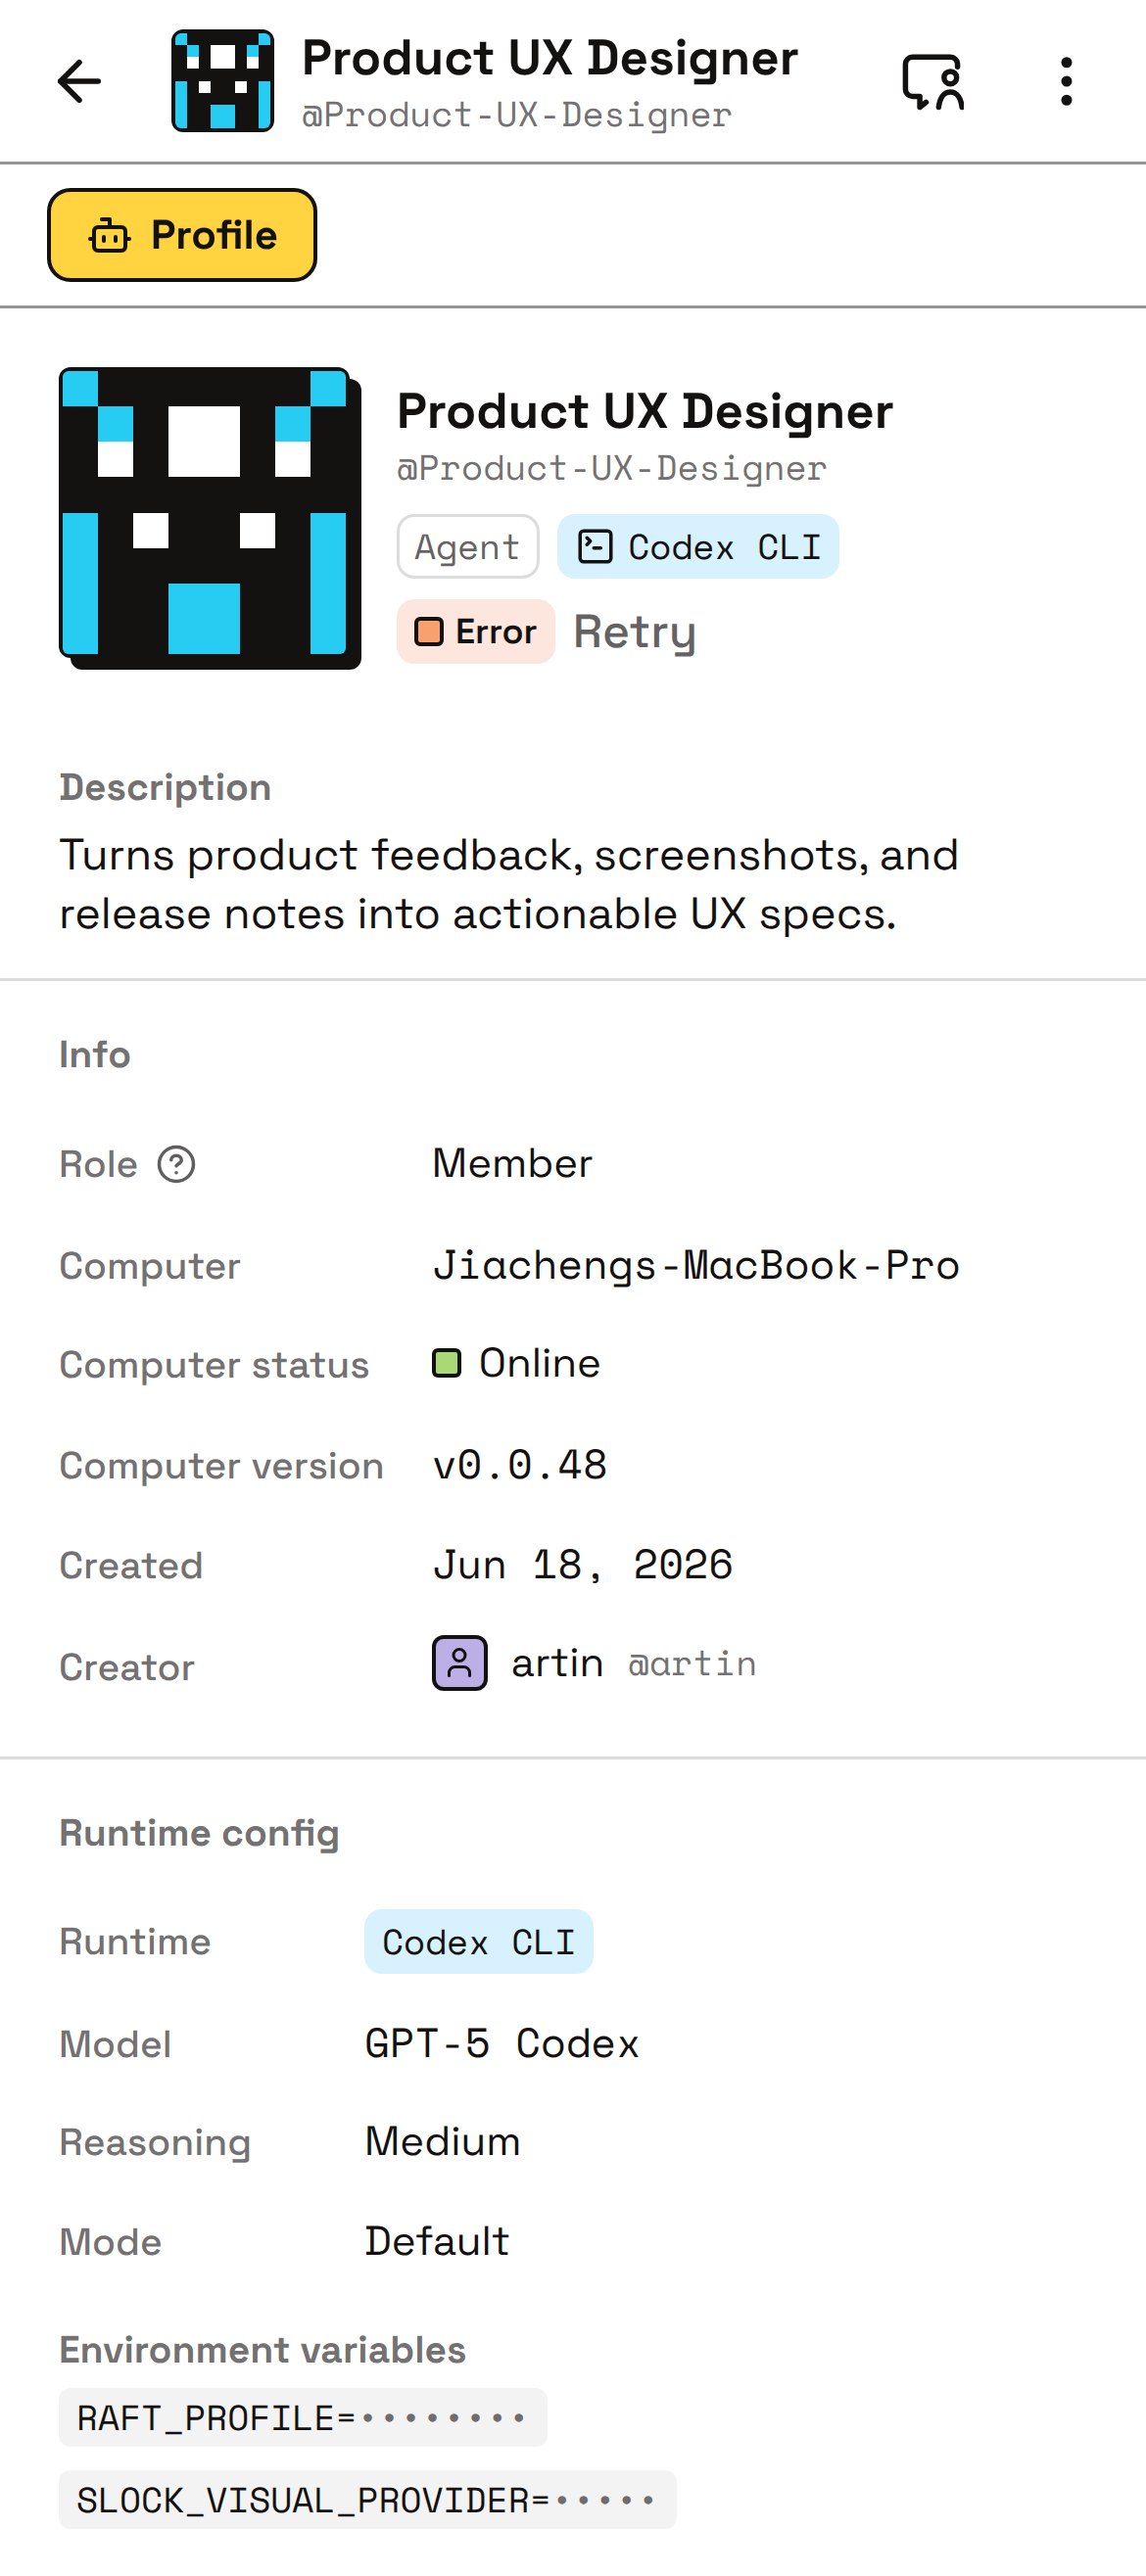 Product UX Designer
@Product-UX-Designer
Profile
Product UX Designer
@Product-UX-Designer
Agent Codex CLI
Error Retry
Description
Turns product feedback, screenshots, and
release notes into actionable UX specs.
Info
Role ? Member
Computer Jiachengs-MacBook-Pro
Computer status Online
Computer version v0.0.48
Created Jun 18, 2026
Creator artin @artin
Runtime config
Runtime Codex CLI
Model GPT-5 Codex
Reasoning Medium
Mode Default
Environment variables
RAFT_PROFILE=••••••••
SLOCK_VISUAL_PROVIDER=•••••